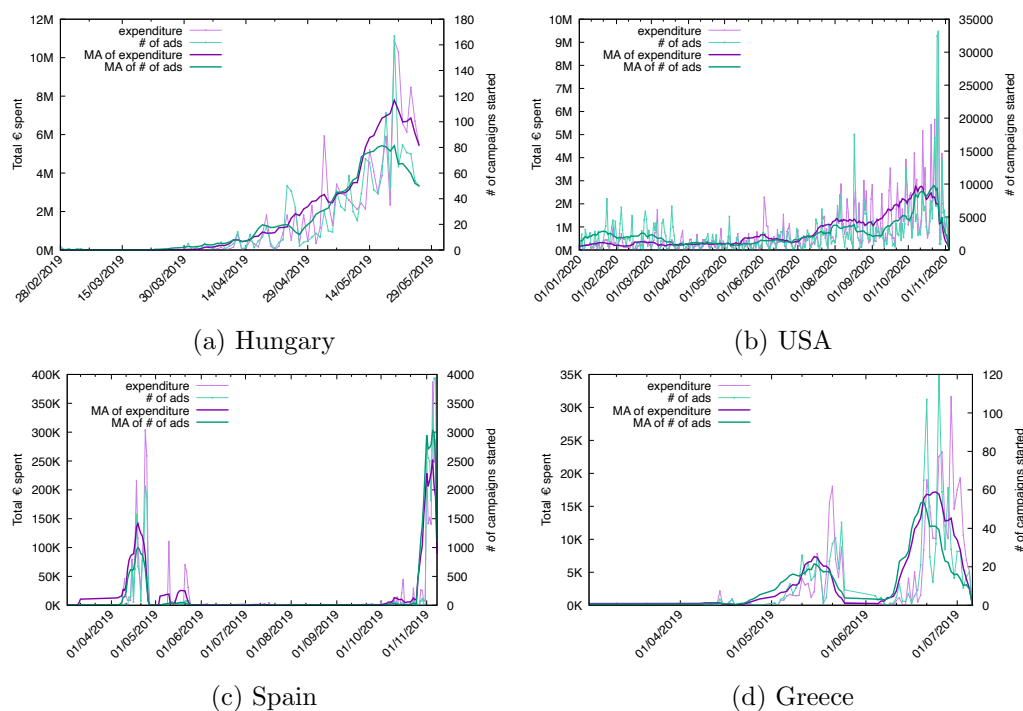 12M
10M
8M
6M
4M
2M
0M
Total € spent
180
160
140
120
100
80
60
40
20
0
# of campaigns started
expenditure
# of ads
MA of expenditure
MA of # of ads
28/02/2019
15/03/2019
30/03/2019
14/04/2019
29/04/2019
14/05/2019
29/05/2019
(a) Hungary
10M
9M
8M
7M
6M
5M
4M
3M
2M
1M
0M
Total € spent
35000
30000
25000
20000
15000
10000
5000
0
# of campaigns started
expenditure
# of ads
MA of expenditure
MA of # of ads
01/01/2020
01/02/2020
01/03/2020
01/04/2020
01/05/2020
01/06/2020
01/07/2020
01/08/2020
01/09/2020
01/10/2020
01/11/2020
(b) USA
400K
350K
300K
250K
200K
150K
100K
50K
0K
Total € spent
4000
3500
3000
2500
2000
1500
1000
500
0
# of campaigns started
expenditure
# of ads
MA of expenditure
MA of # of ads
01/04/2019
01/05/2019
01/06/2019
01/07/2019
01/08/2019
01/09/2019
01/10/2019
01/11/2019
(c) Spain
35K
30K
25K
20K
15K
10K
5K
0K
Total € spent
120
100
80
60
40
20
0
# of campaigns started
expenditure
# of ads
MA of expenditure
MA of # of ads
01/04/2019
01/05/2019
01/06/2019
01/07/2019
(d) Greece